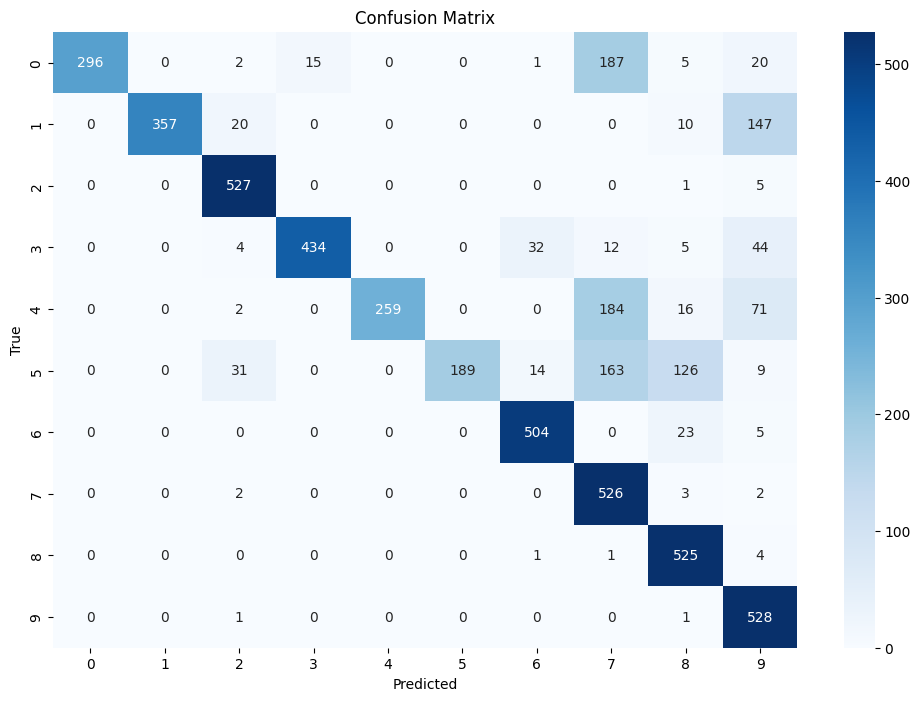 Confusion Matrix
0 296 0 2 15 0 0 1 187 5 20
1 0 357 20 0 0 0 0 0 10 147
2 0 0 527 0 0 0 0 0 1 5
3 0 0 4 434 0 0 32 12 5 44
4 0 0 2 0 259 0 0 184 16 71
5 0 0 31 0 0 189 14 163 126 9
6 0 0 0 0 0 0 504 0 23 5
7 0 0 2 0 0 0 0 526 3 2
8 0 0 0 0 0 0 1 1 525 4
9 0 0 1 0 0 0 0 0 1 528
0 1 2 3 4 5 6 7 8 9
Predicted
True
500
400
300
200
100
0